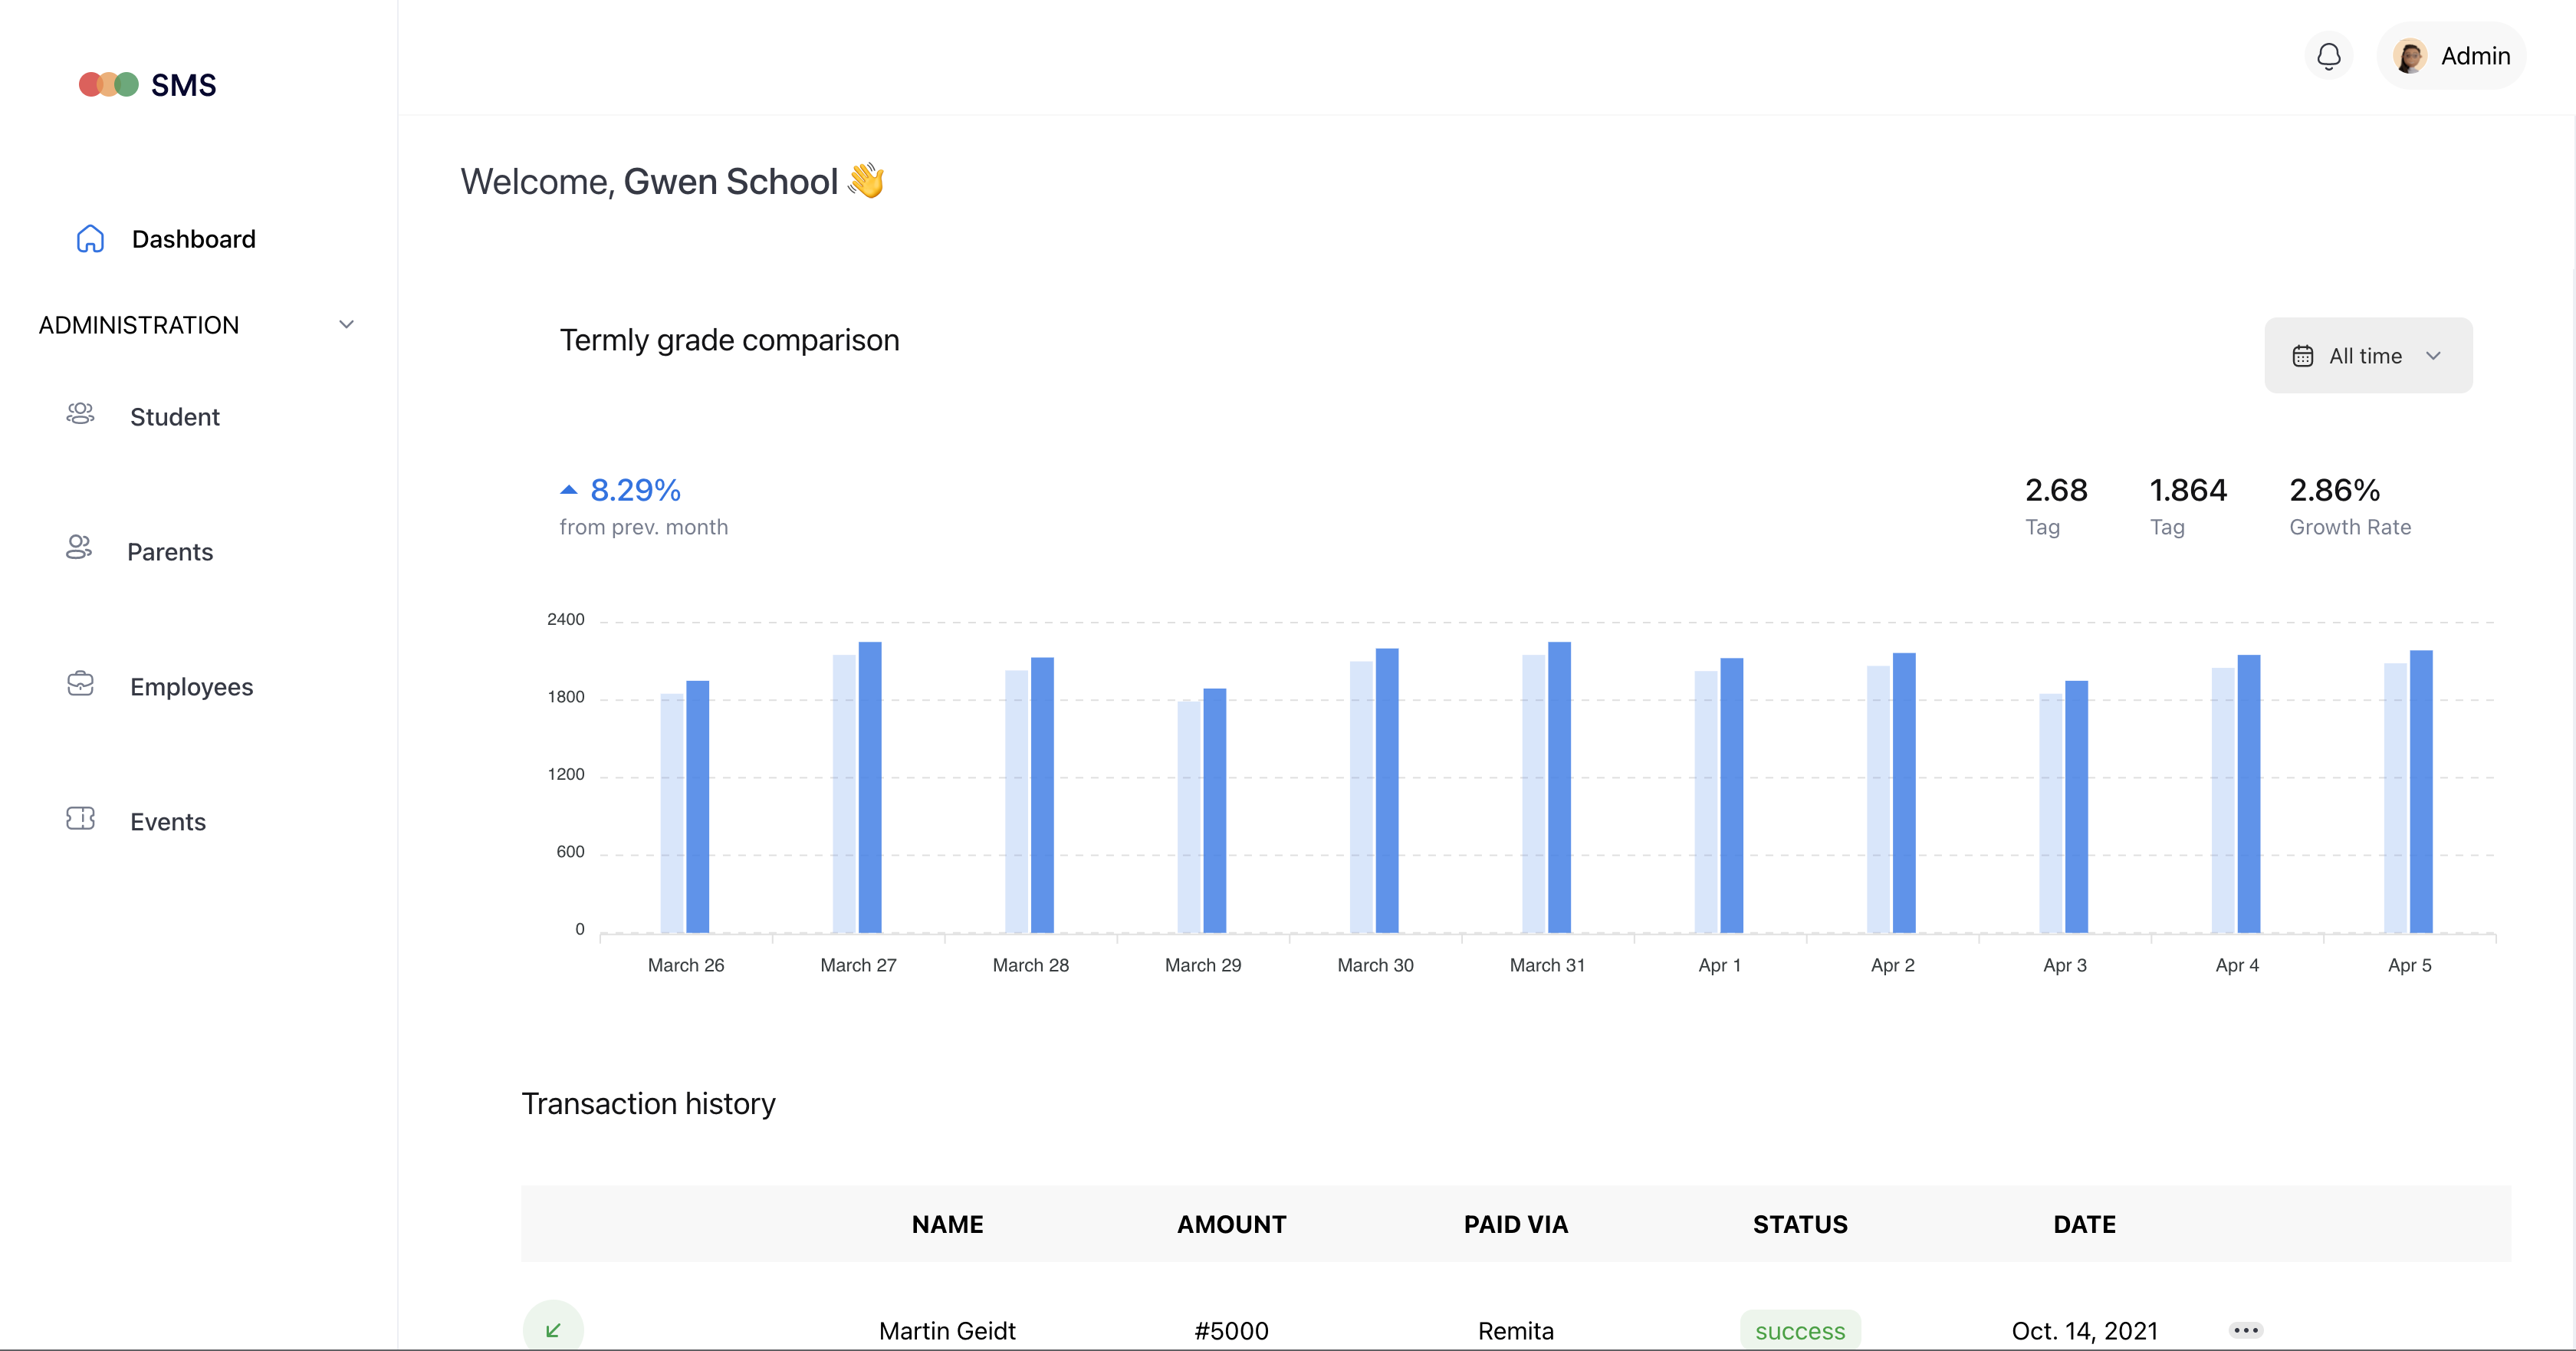 SMS
Admin
Dashboard
ADMINISTRATION
Student
Parents
Employees
Events
Welcome, Gwen School 👋
Termly grade comparison
All time
8.29%
from prev. month
2.68 1.864 2.86%
Tag Tag Growth Rate
2400
1800
1200
600
0
March 26 March 27 March 28 March 29 March 30 March 31 Apr 1 Apr 2 Apr 3 Apr 4 Apr 5
Transaction history
NAME AMOUNT PAID VIA STATUS DATE
Martin Geidt #5000 Remita success Oct. 14, 2021